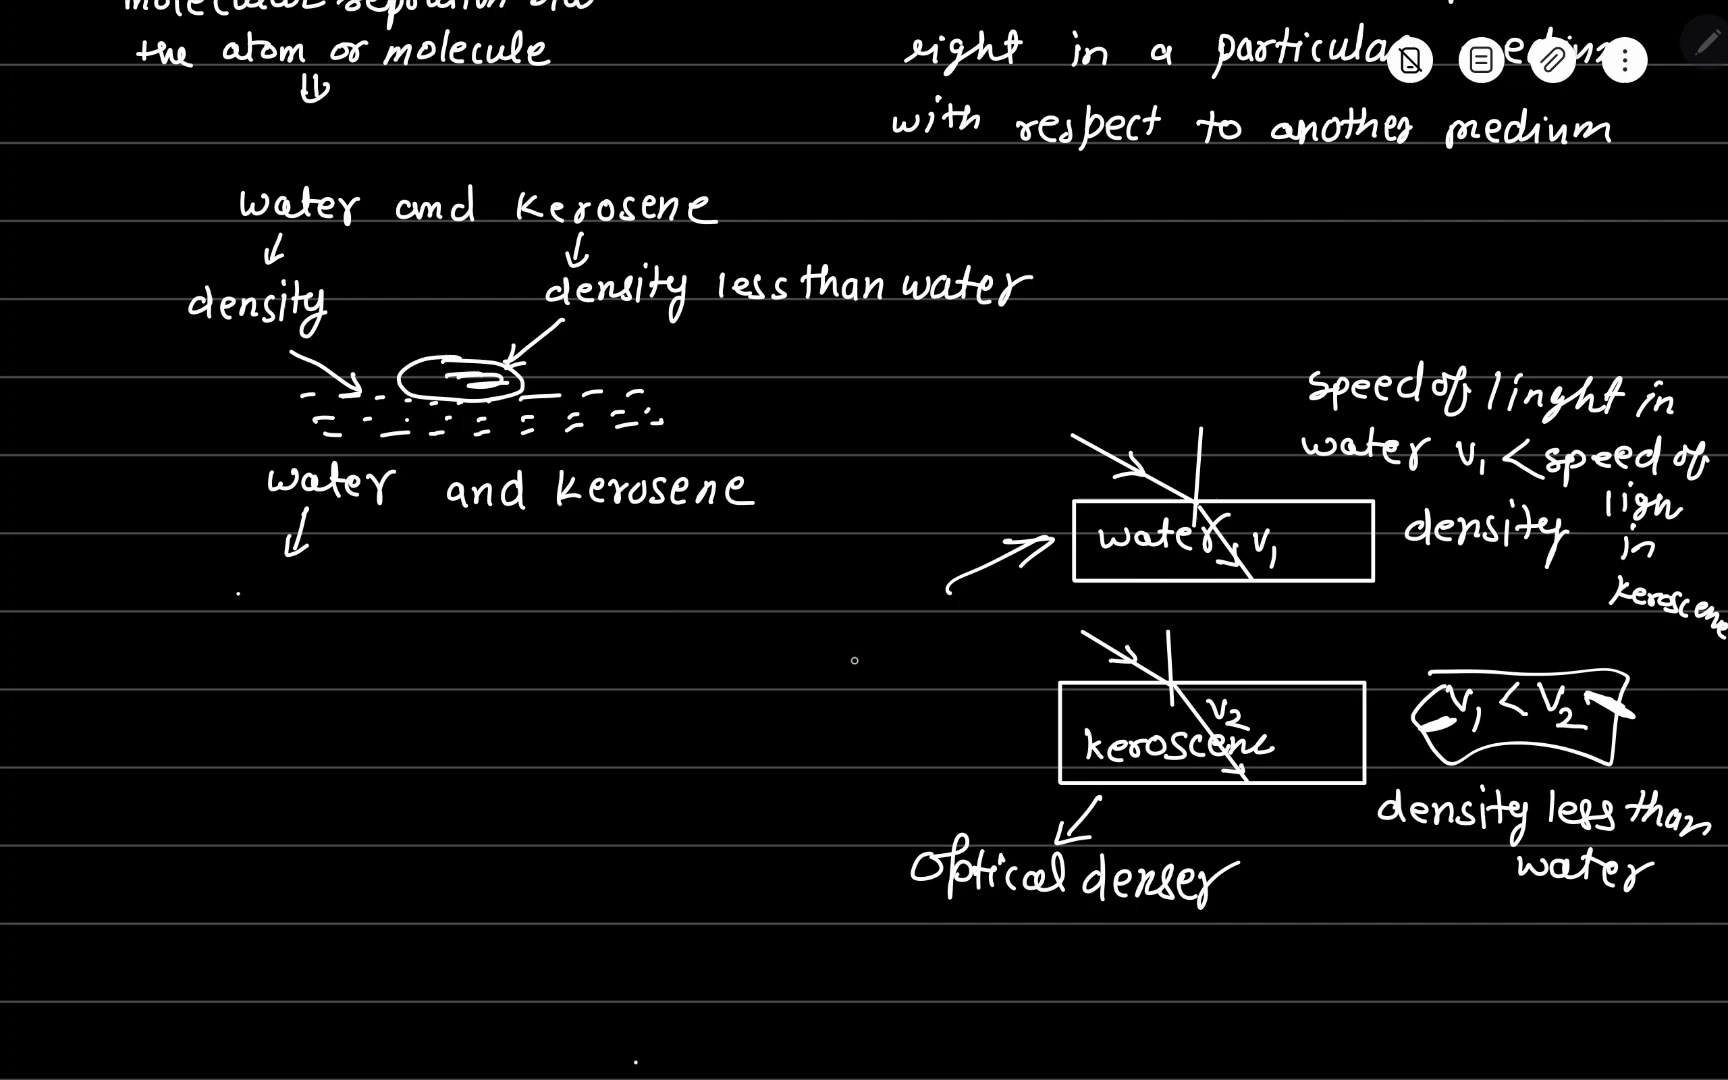 the atom or molecule
right in a particular
with respect to another medium
water and kerosene
density
density less than water
water and kerosene
speed of linght in
water v1 < speed of
lign
in
keroscene
water v1
density
v2
keroscene
v1 < v2
density less than
water
optical denser